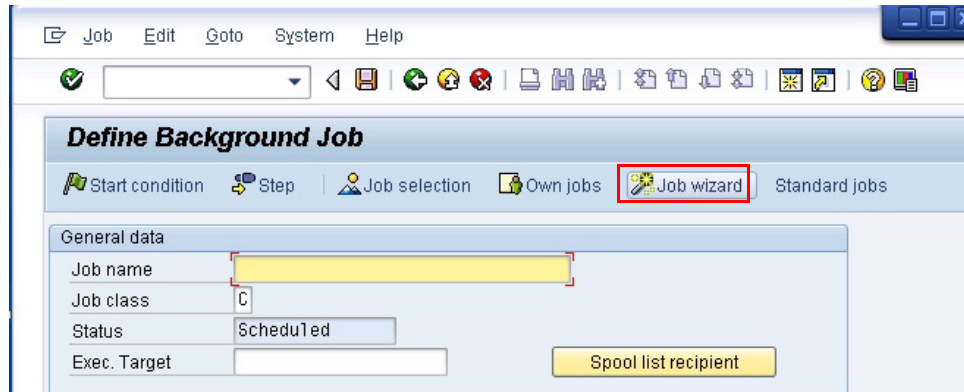 Job Edit Goto System Help
Define Background Job
Start condition Step Job selection Own jobs Job wizard Standard jobs
General data
Job name
Job class C
Status Scheduled
Exec. Target Spool list recipient